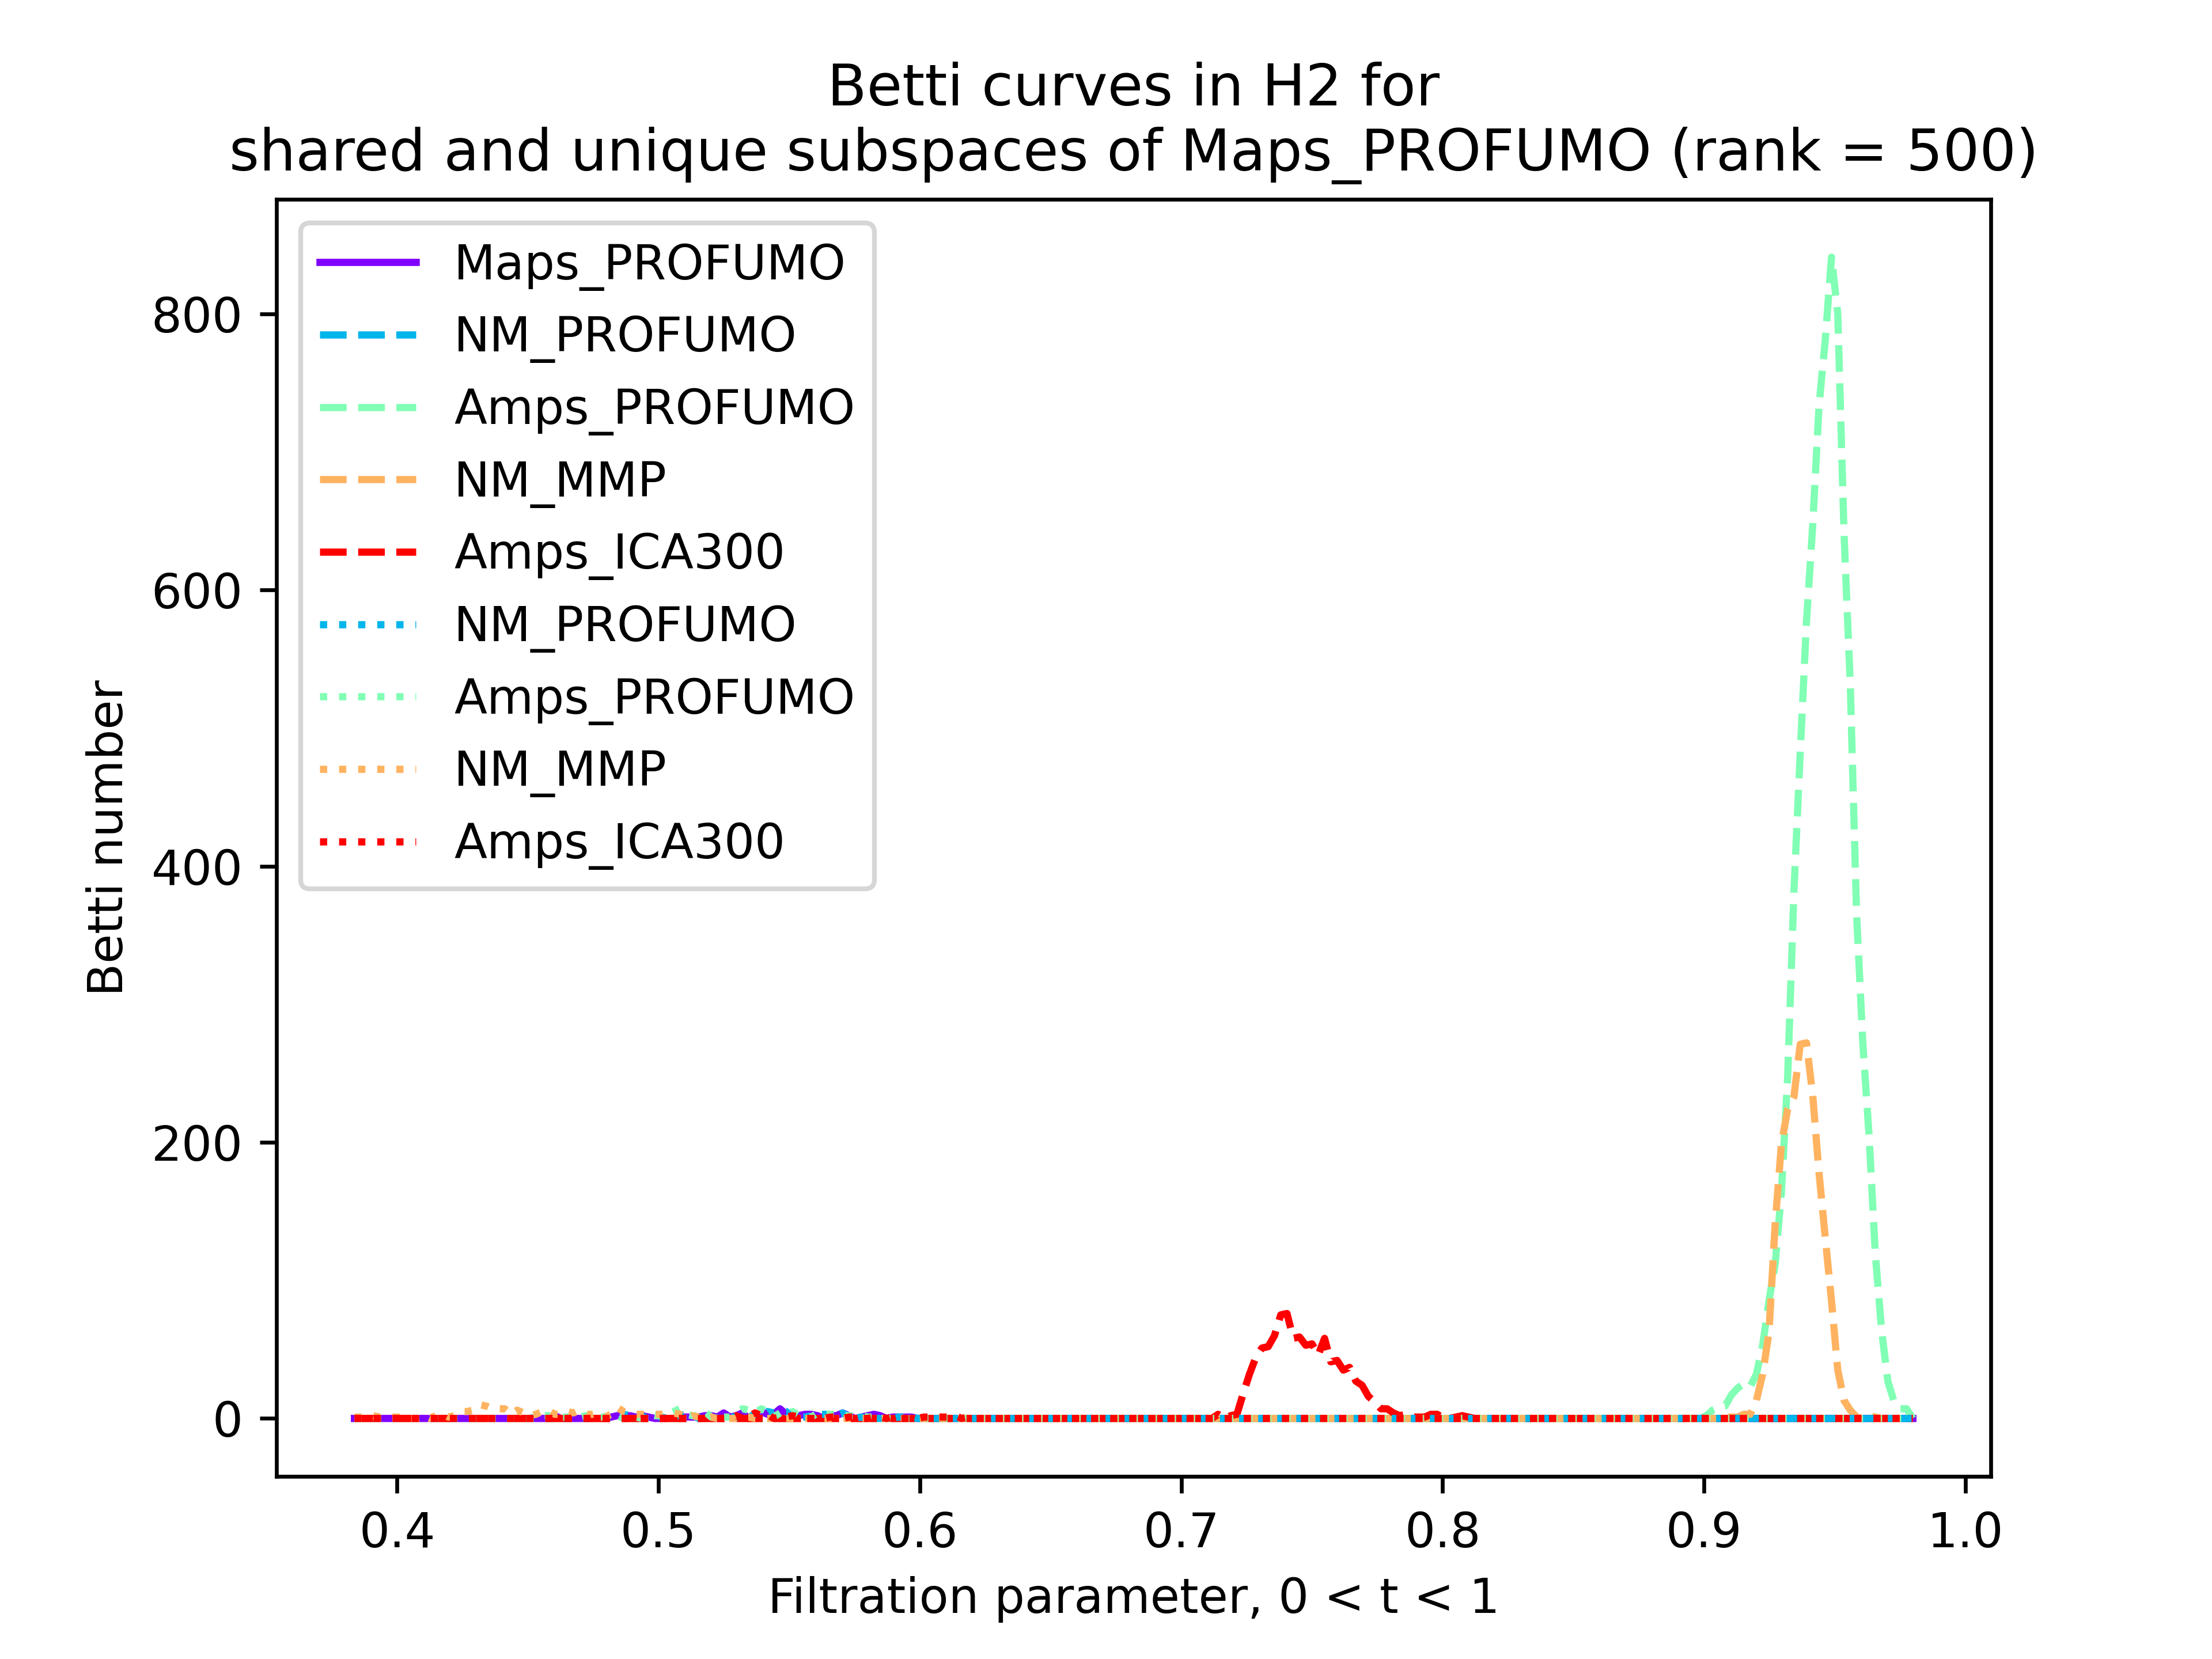 Betti curves in H2 for
shared and unique subspaces of Maps_PROFUMO (rank = 500)
Maps_PROFUMO
NM_PROFUMO
Amps_PROFUMO
NM_MMP
Amps_ICA300
NM_PROFUMO
Amps_PROFUMO
NM_MMP
Amps_ICA300
Betti number
800
600
400
200
0
0.4 0.5 0.6 0.7 0.8 0.9 1.0
Filtration parameter, 0 < t < 1